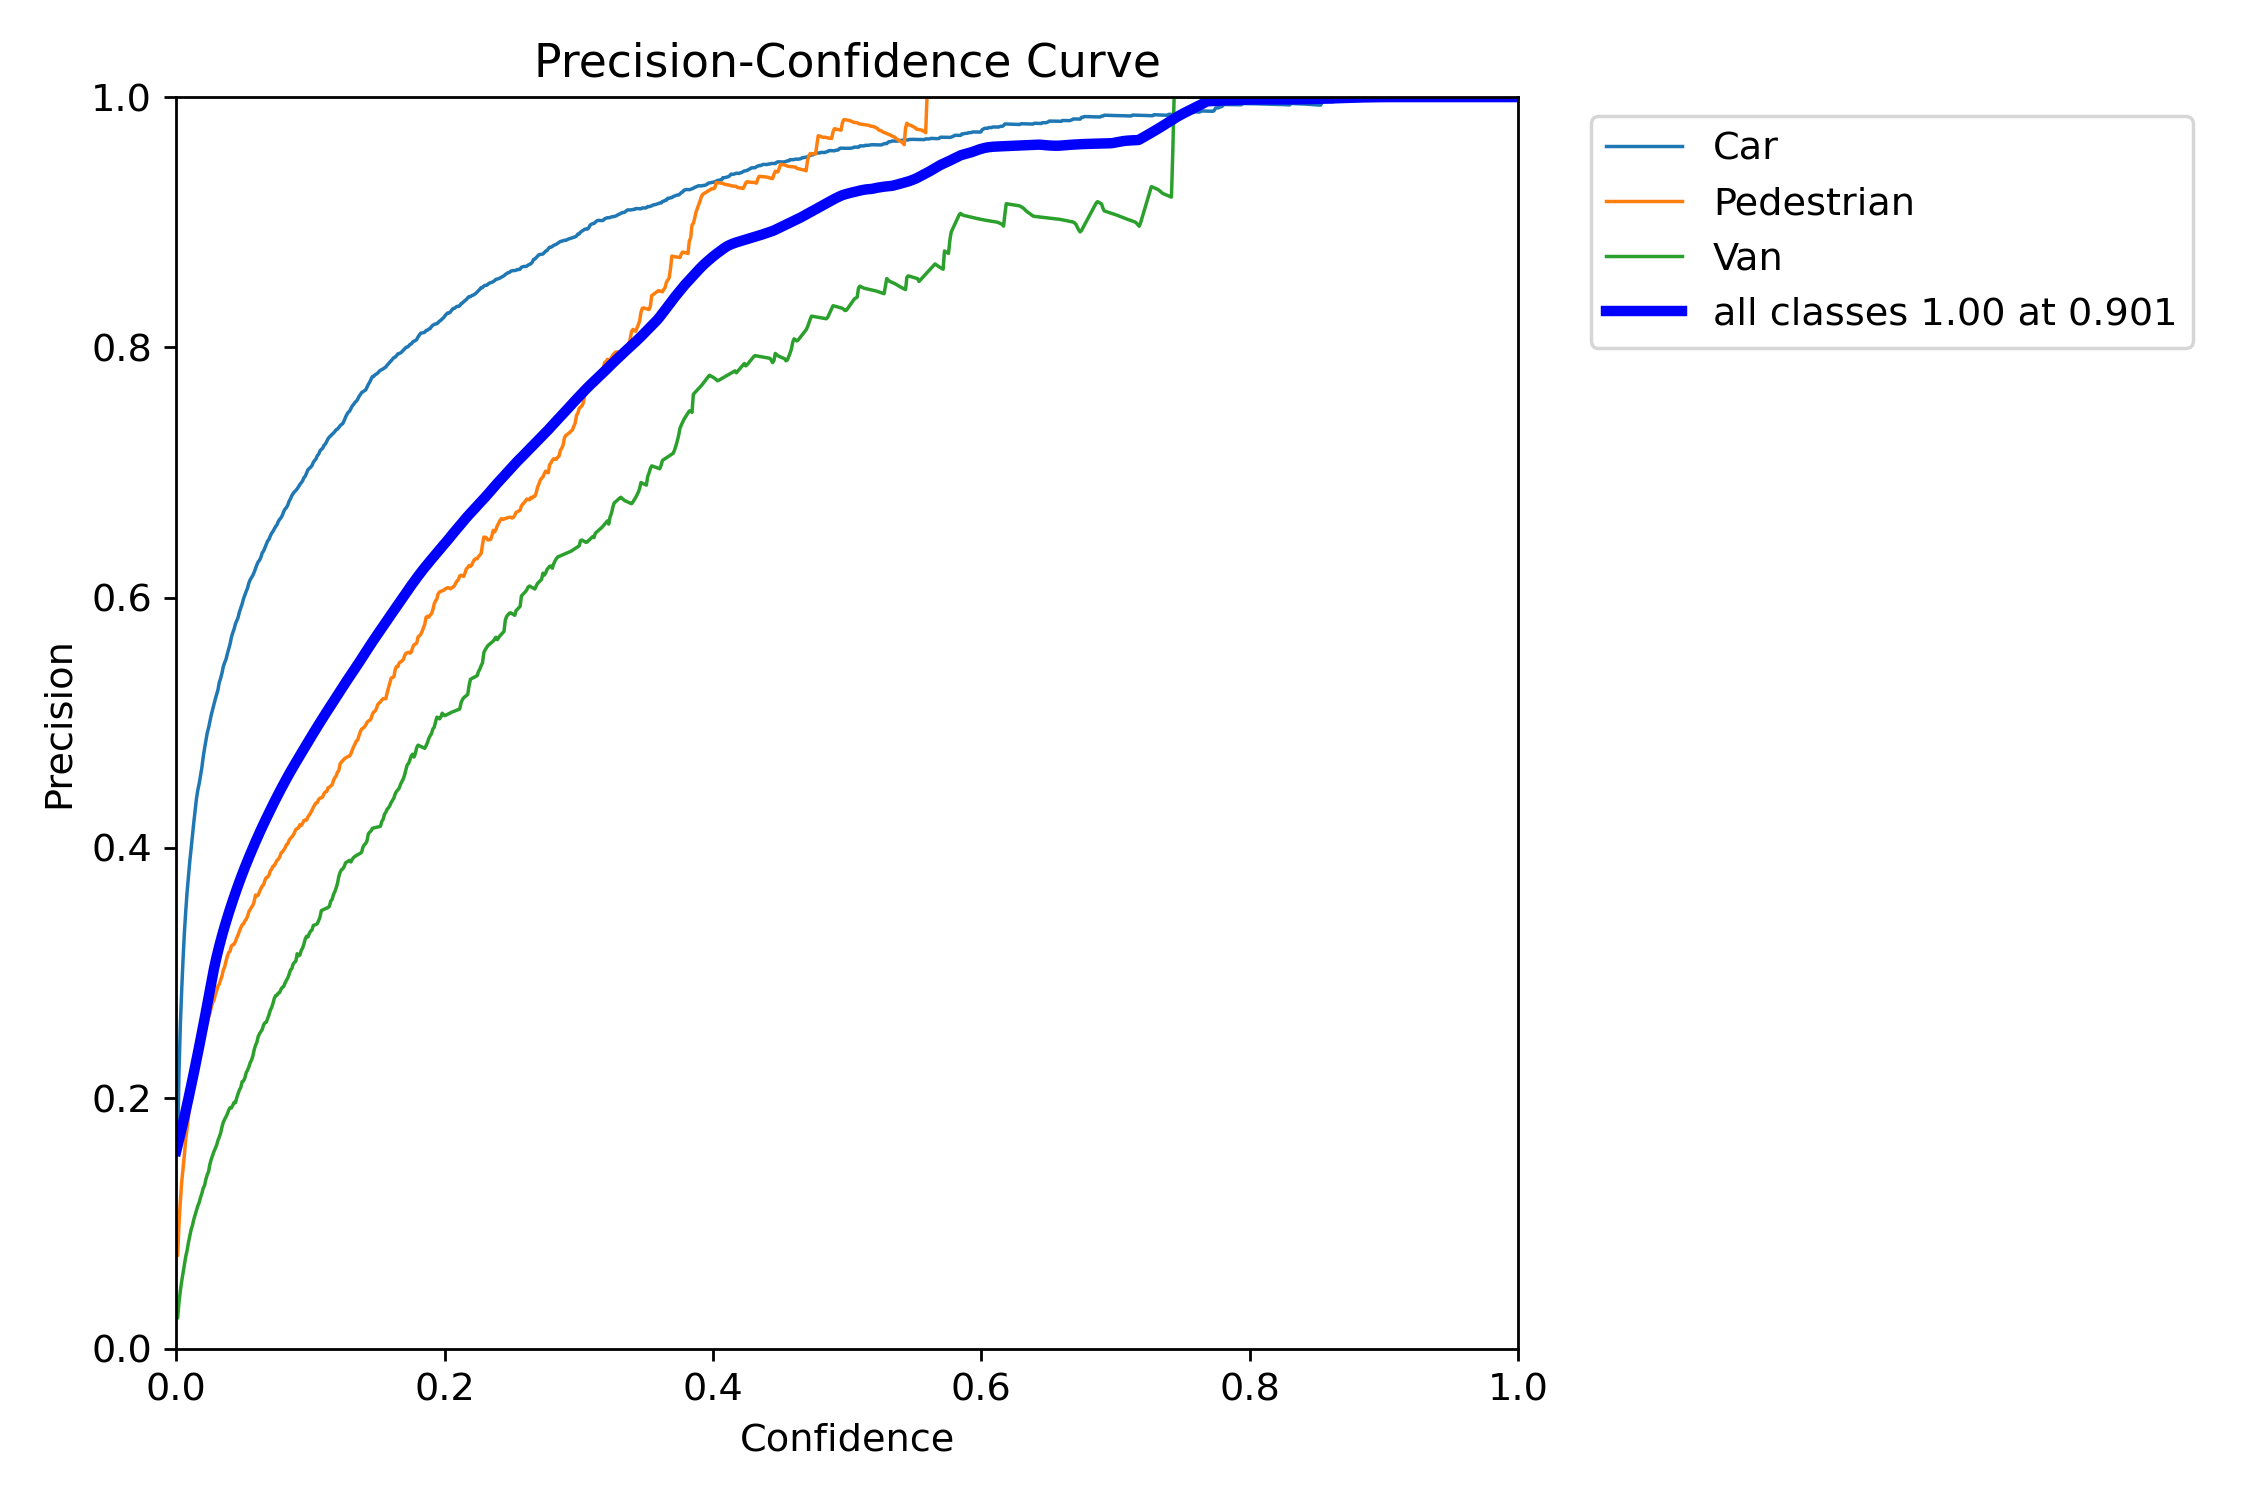 Precision-Confidence Curve
1.0
0.8
0.6
0.4
0.2
0.0
Precision
0.0 0.2 0.4 0.6 0.8 1.0
Confidence
Car
Pedestrian
Van
all classes 1.00 at 0.901